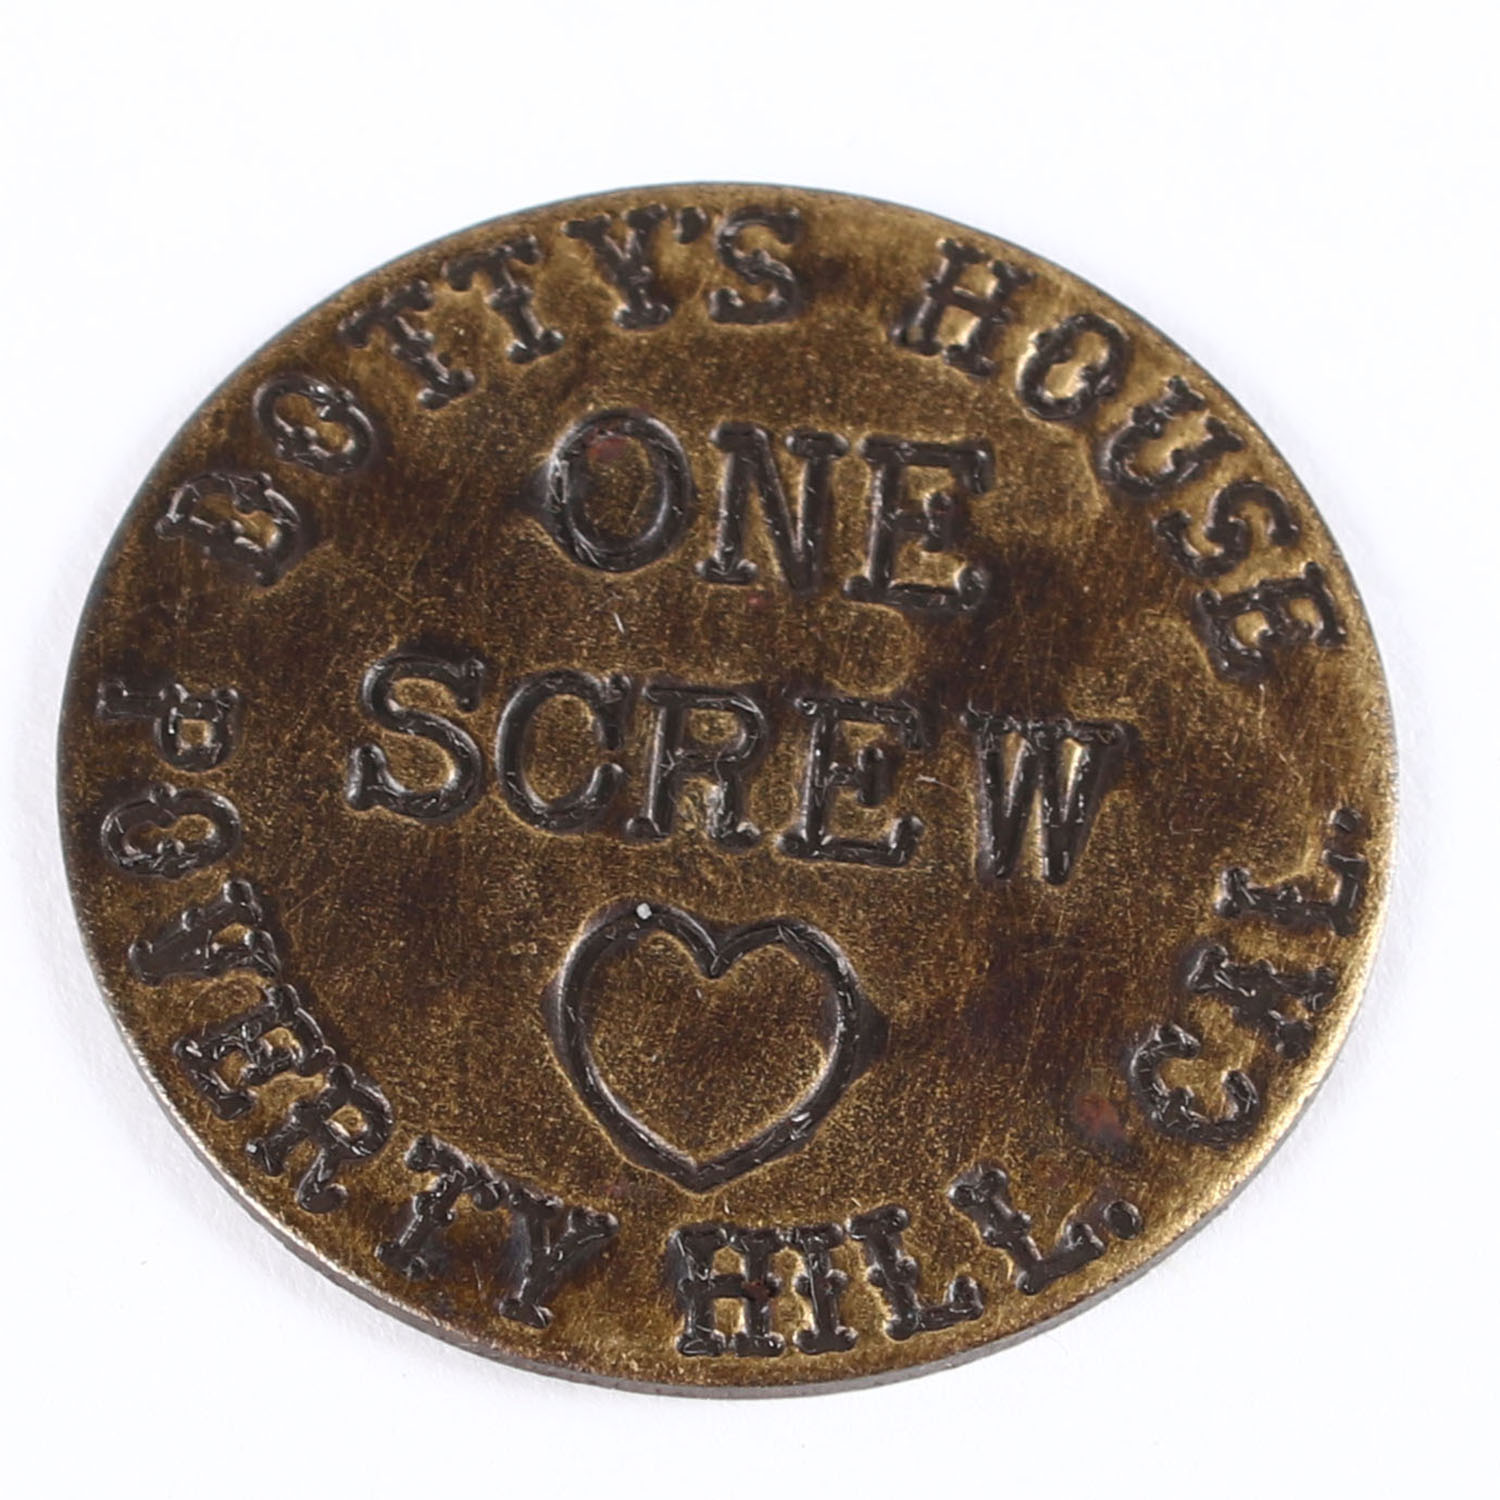 DOTTY'S HOUSE
ONE
SCREW
POVERTY HILL. CAL.